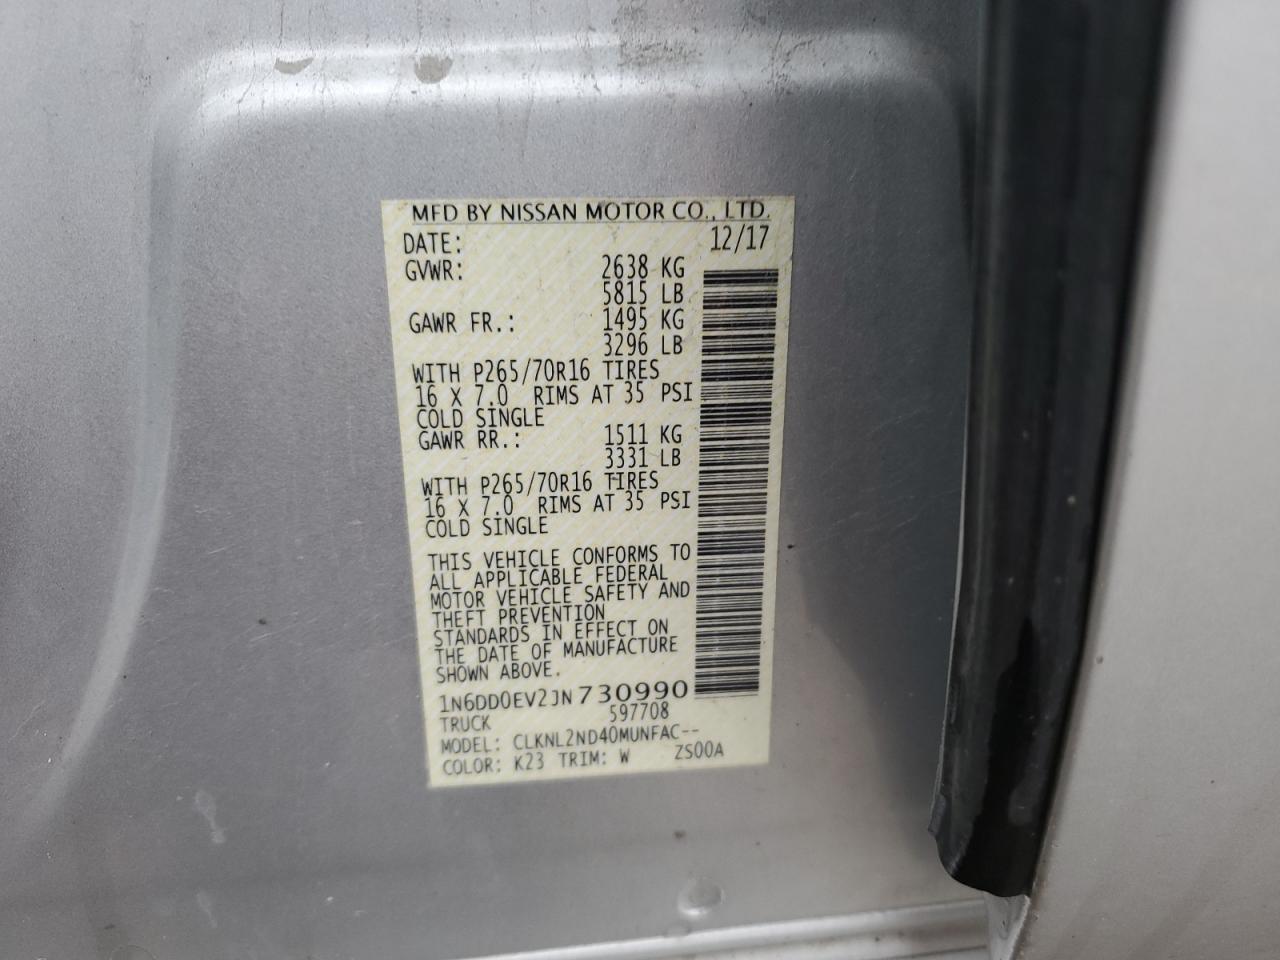 MFD BY NISSAN MOTOR CO., LTD.
DATE: 12/17
GVWR: 2638 KG
5815 LB
GAWR FR.: 1495 KG
3296 LB
WITH P265/70R16 TIRES
16 X 7.0 RIMS AT 35 PSI
COLD SINGLE
GAWR RR.: 1511 KG
3331 LB
WITH P265/70R16 TIRES
16 X 7.0 RIMS AT 35 PSI
COLD SINGLE
THIS VEHICLE CONFORMS TO
ALL APPLICABLE FEDERAL
MOTOR VEHICLE SAFETY AND
THEFT PREVENTION
STANDARDS IN EFFECT ON
THE DATE OF MANUFACTURE
SHOWN ABOVE.
1N6DD0EV2JN730990
TRUCK 597708
MODEL: CLKNL2ND40MUNFAC--
COLOR: K23 TRIM: W ZS00A